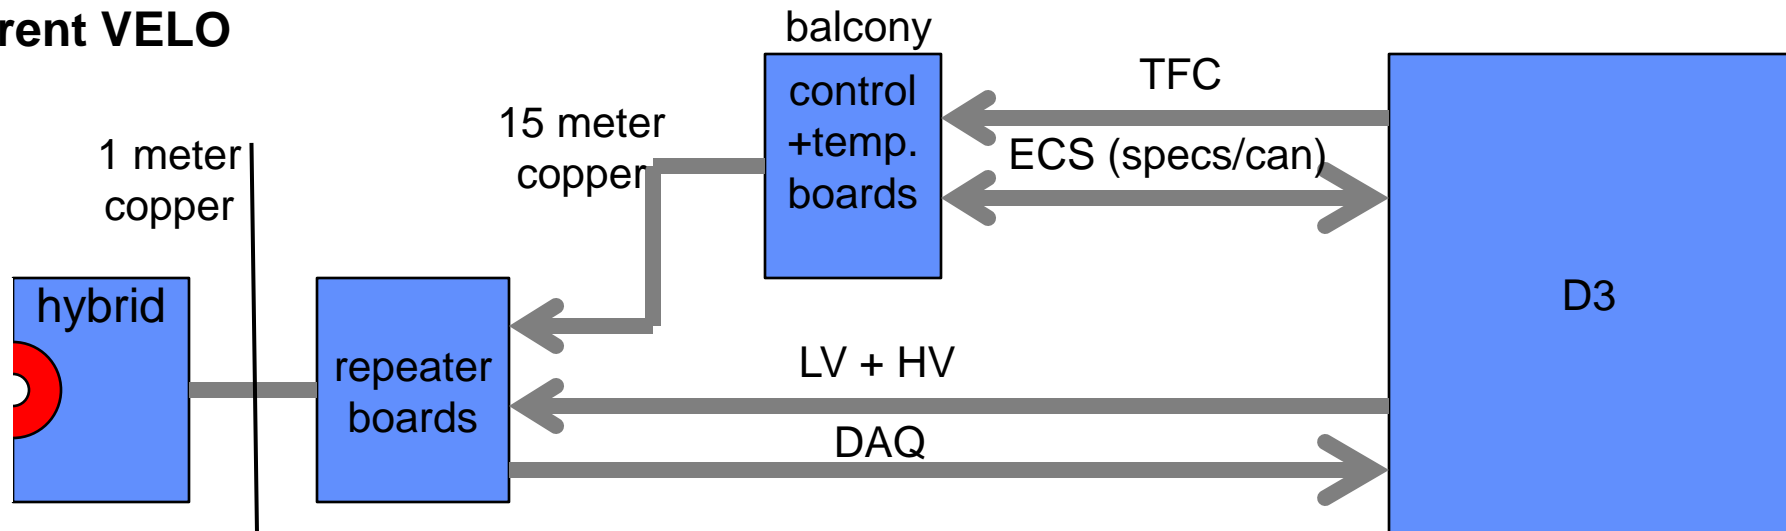 rent VELO
balcony
TFC
control
+temp.
boards
15 meter
copper
ECS (specs/can)
1 meter
copper
hybrid
D3
repeater
boards
LV + HV
DAQ